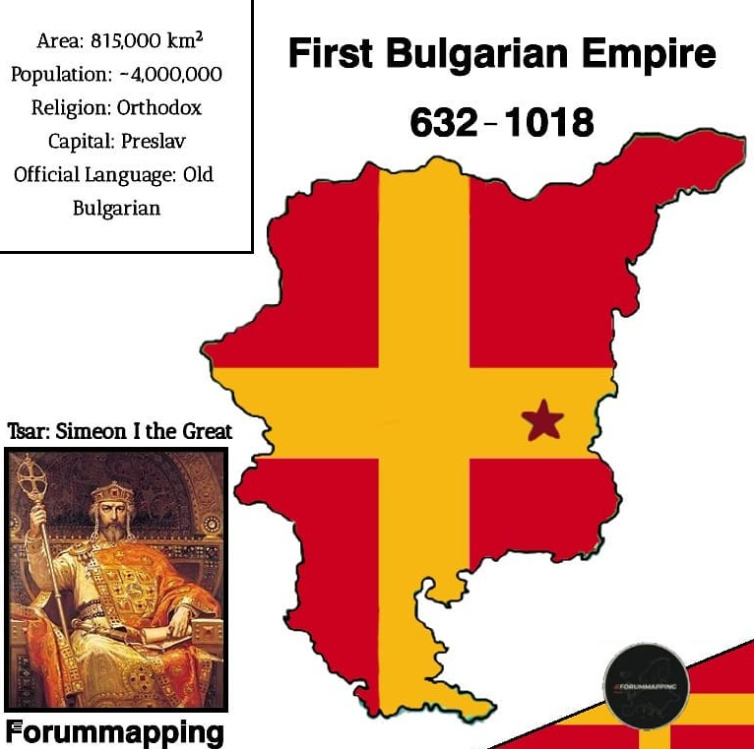 Area: 815,000 km²
Population: ~4,000,000
Religion: Orthodox
Capital: Preslav
Official Language: Old
Bulgarian
First Bulgarian Empire
632-1018
Tsar: Simeon I the Great
Forummapping
#FORUMMAPPING